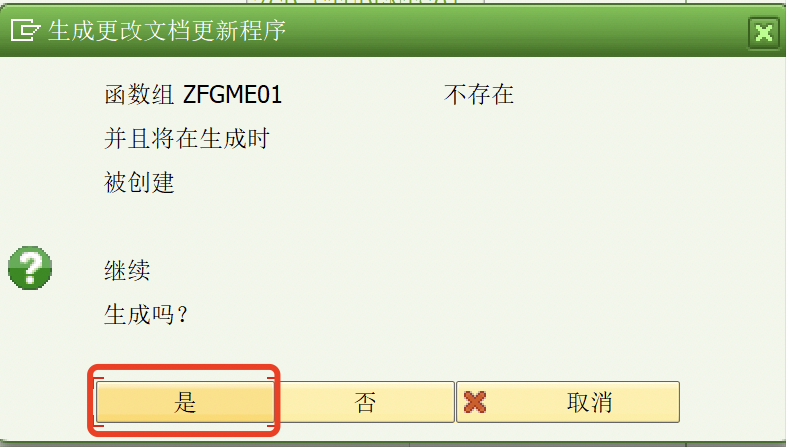 生成更改文档更新程序
函数组 ZFGME01 不存在
并且将在生成时
被创建
继续
生成吗？
是 否 取消